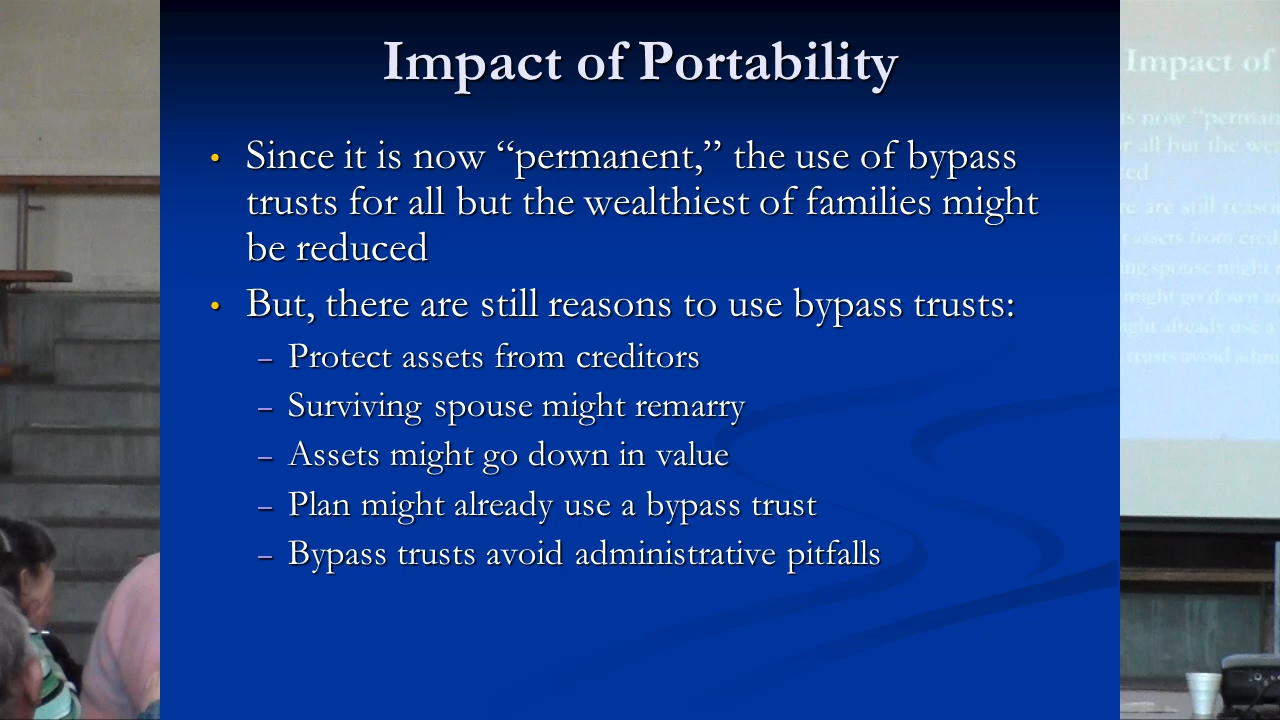 Impact of Portability
• Since it is now “permanent,” the use of bypass
trusts for all but the wealthiest of families might
be reduced
• But, there are still reasons to use bypass trusts:
– Protect assets from creditors
– Surviving spouse might remarry
– Assets might go down in value
– Plan might already use a bypass trust
– Bypass trusts avoid administrative pitfalls
Impact of